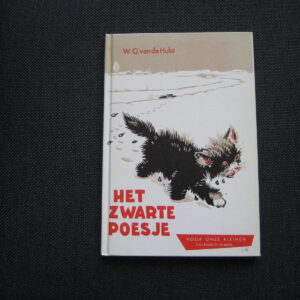 W. G. van de Hulst
HET
ZWARTE
POESJE
VOOR ONZE KLEINEN